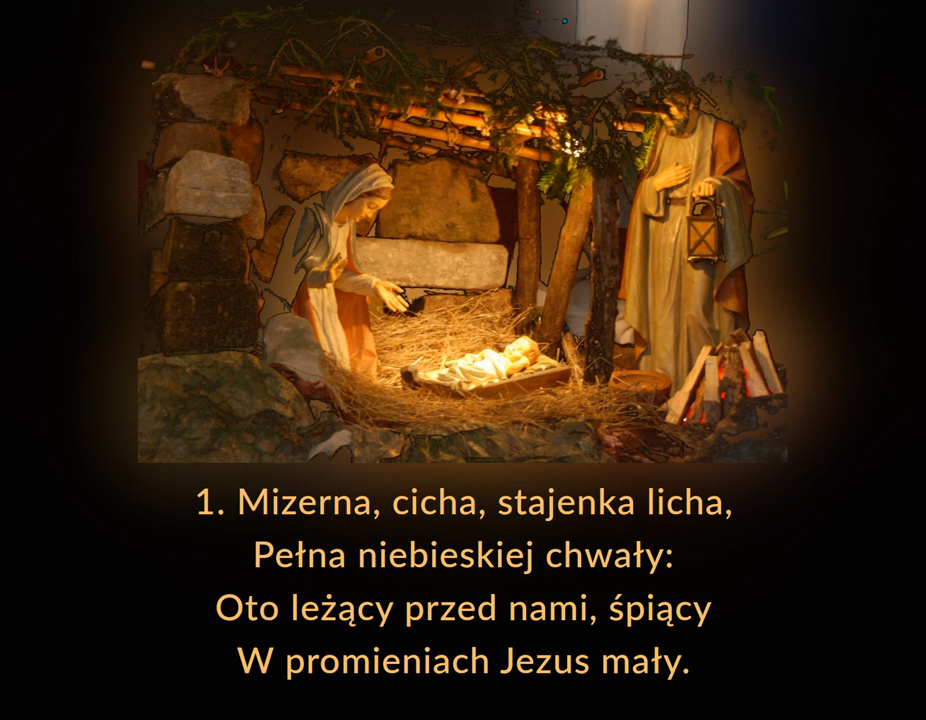 1. Mizerna, cicha, stajenka licha,
Pełna niebieskiej chwały:
Oto leżący przed nami, śpiący
W promieniach Jezus mały.